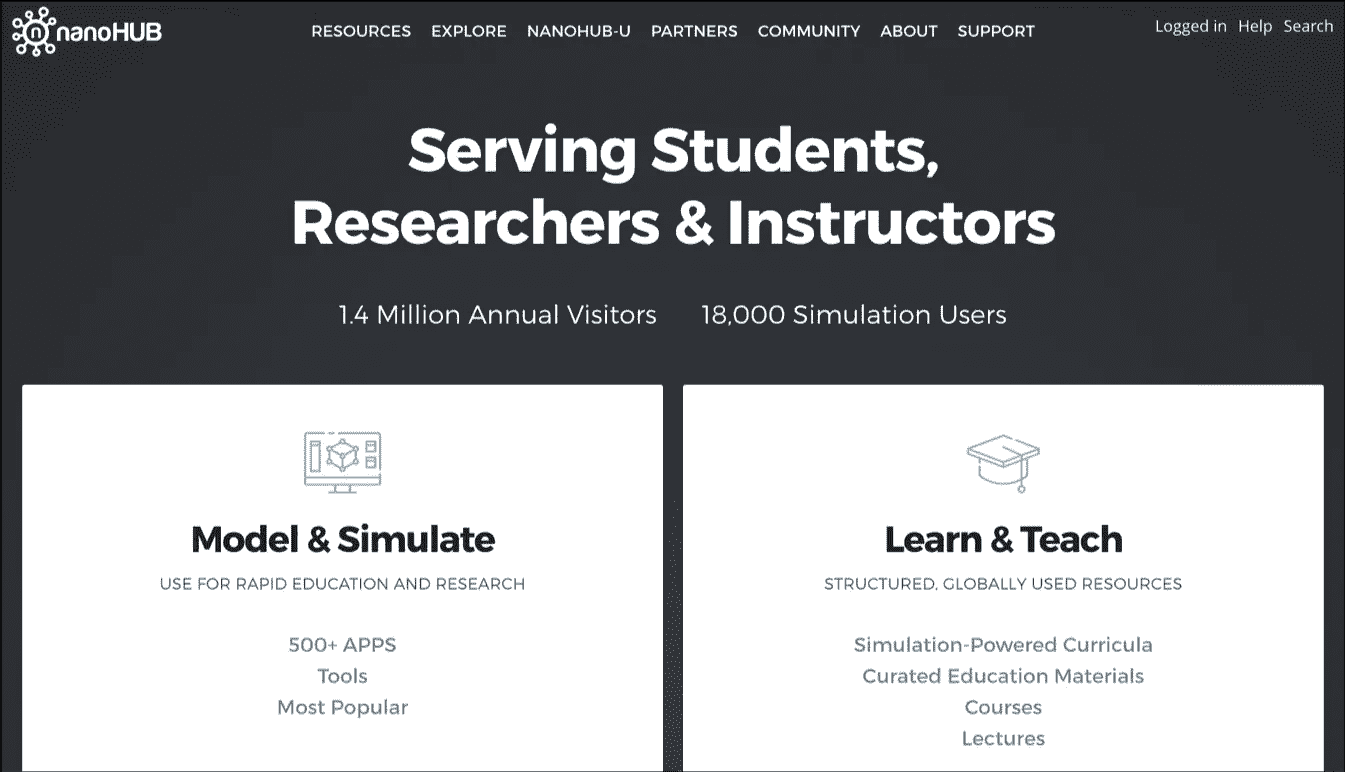 nanoHUB
RESOURCES EXPLORE NANOHUB-U PARTNERS COMMUNITY ABOUT SUPPORT
Logged in Help Search
Serving Students,
Researchers & Instructors
1.4 Million Annual Visitors 18,000 Simulation Users
Model & Simulate
USE FOR RAPID EDUCATION AND RESEARCH
500+ APPS
Tools
Most Popular
Learn & Teach
STRUCTURED, GLOBALLY USED RESOURCES
Simulation-Powered Curricula
Curated Education Materials
Courses
Lectures